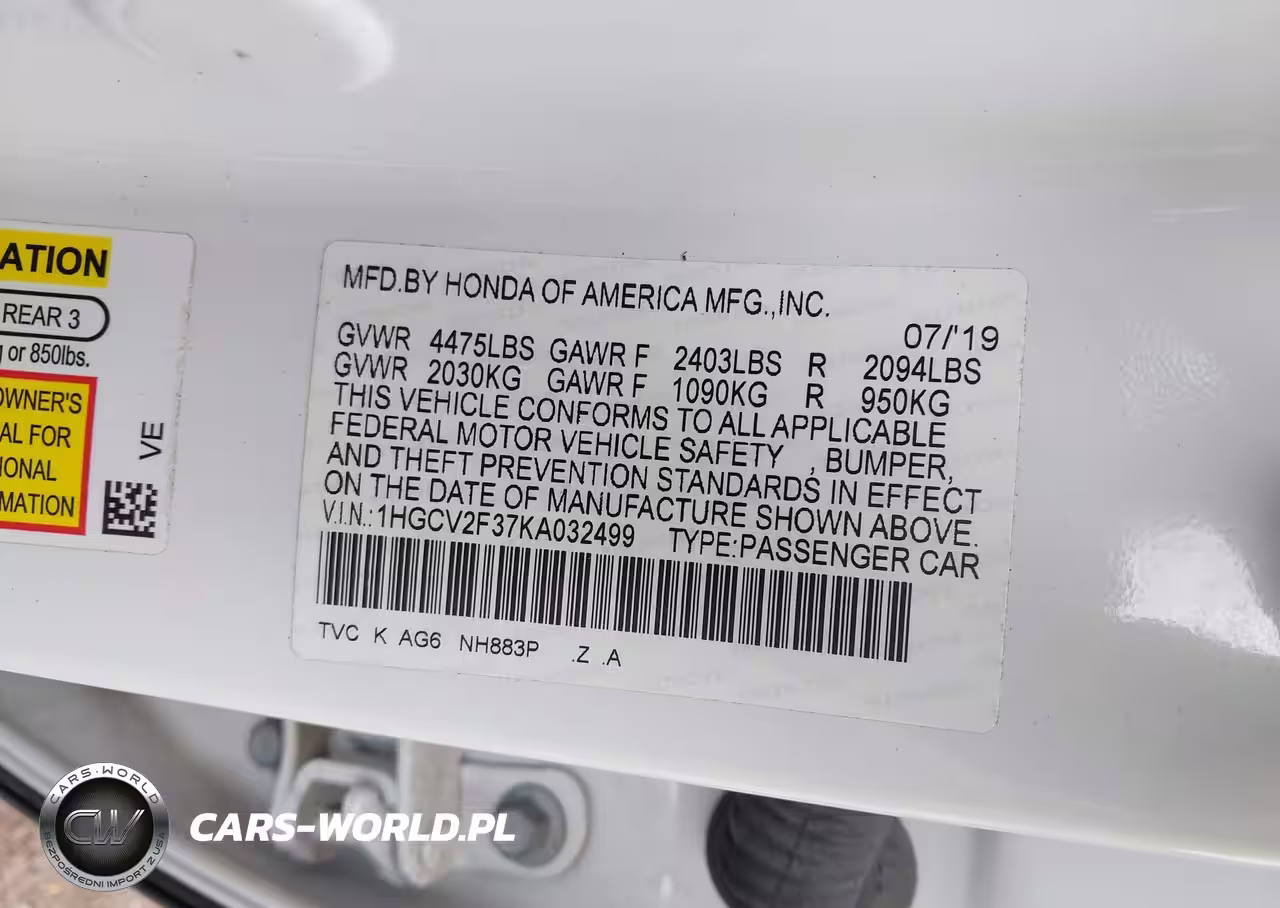 ATION
REAR 3
or 850lbs.
OWNER'S
AL FOR
IONAL
MATION
VE
MFD.BY HONDA OF AMERICA MFG.,INC.
07/'19
GVWR 4475LBS GAWR F 2403LBS R 2094LBS
GVWR 2030KG GAWR F 1090KG R 950KG
THIS VEHICLE CONFORMS TO ALL APPLICABLE
FEDERAL MOTOR VEHICLE SAFETY , BUMPER,
AND THEFT PREVENTION STANDARDS IN EFFECT
ON THE DATE OF MANUFACTURE SHOWN ABOVE.
V.I.N.: 1HGCV2F37KA032499 TYPE:PASSENGER CAR
TVC K AG6 NH883P .Z .A
CARS-WORLD
CW
BEZPOŚREDNI IMPORT Z USA
CARS-WORLD.PL